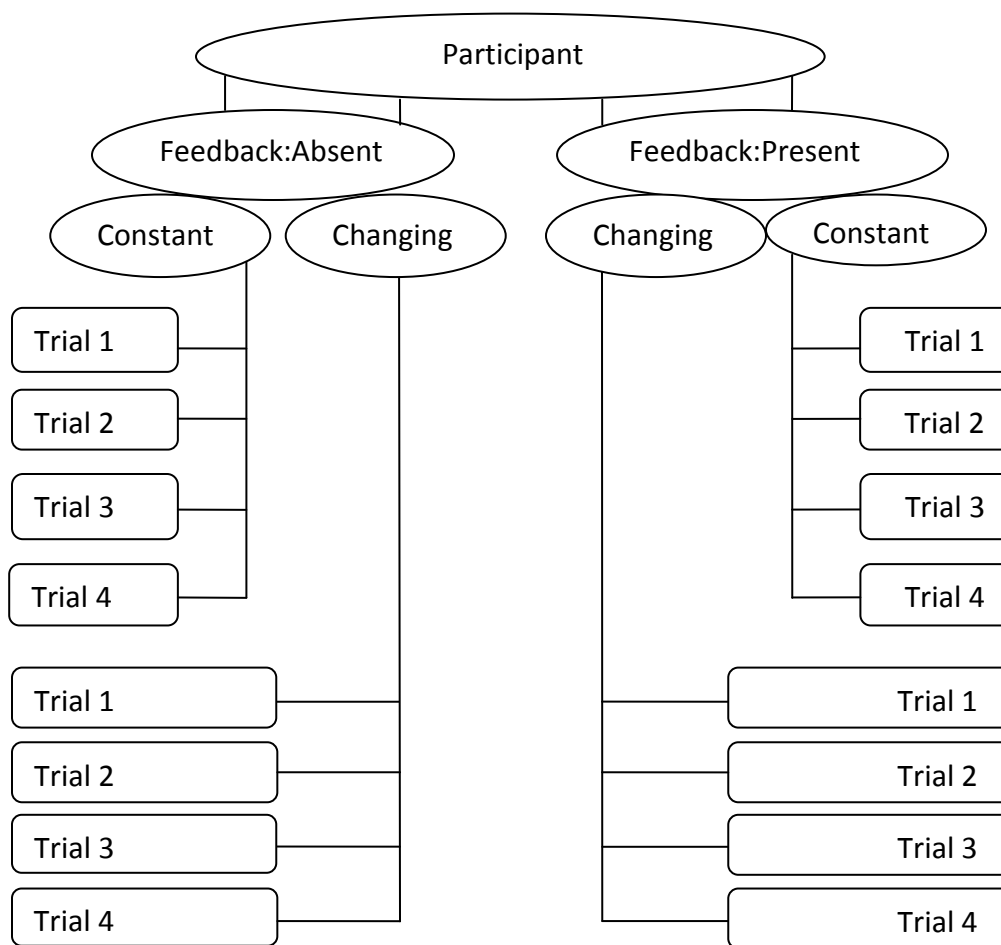 Participant
Feedback:Absent
Feedback:Present
Constant
Changing
Changing
Constant
Trial 1
Trial 1
Trial 2
Trial 2
Trial 3
Trial 3
Trial 4
Trial 4
Trial 1
Trial 1
Trial 2
Trial 2
Trial 3
Trial 3
Trial 4
Trial 4